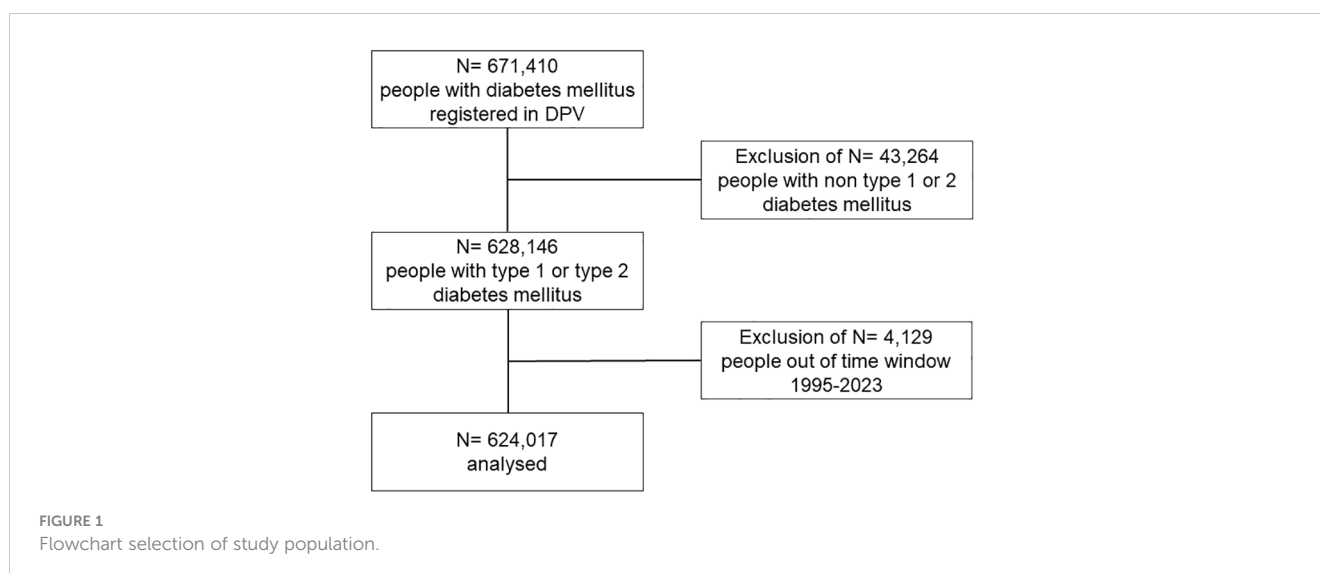 N= 671,410
people with diabetes mellitus
registered in DPV
Exclusion of N= 43,264
people with non type 1 or 2
diabetes mellitus
N= 628,146
people with type 1 or type 2
diabetes mellitus
Exclusion of N= 4,129
people out of time window
1995-2023
N= 624,017
analysed
FIGURE 1
Flowchart selection of study population.